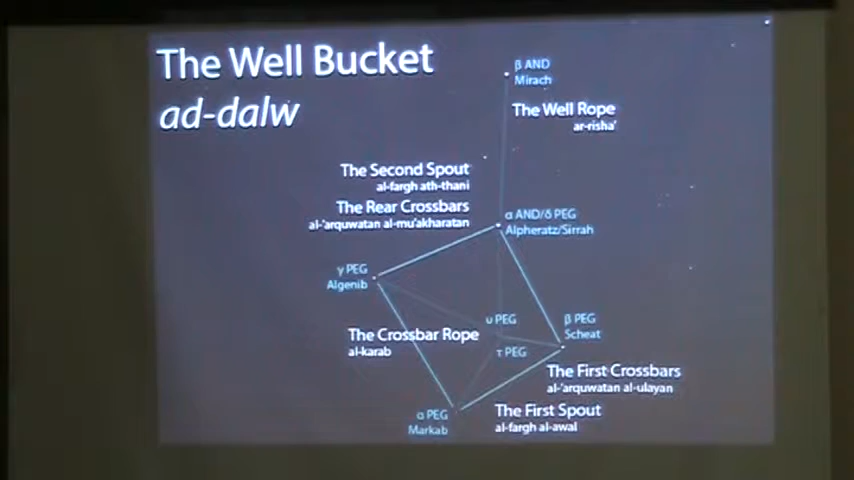 The Well Bucket
ad-dalw
β AND
Mirach
The Well Rope
ar-risha'
The Second Spout
al-fargh ath-thani
The Rear Crossbars
al-'arquwatan al-mu'akharatan
α AND/δ PEG
Alpheratz/Sirrah
γ PEG
Algenib
υ PEG
β PEG
Scheat
The Crossbar Rope
al-karab
τ PEG
The First Crossbars
al-'arquwatan al-ulayan
The First Spout
al-fargh al-awal
α PEG
Markab